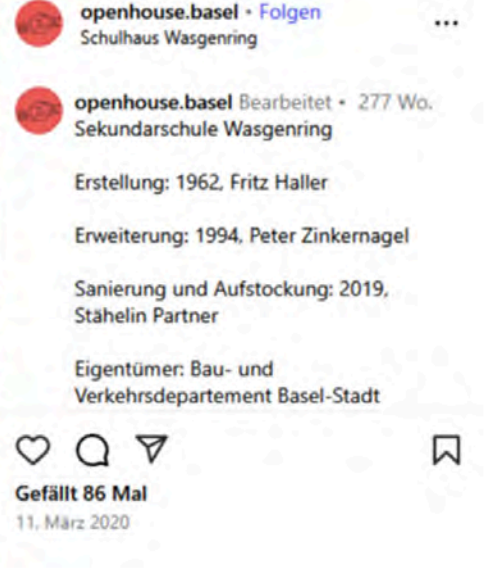 openhouse.basel • Folgen
Schulhaus Wasgenring
openhouse.basel Bearbeitet • 277 Wo.
Sekundarschule Wasgenring
Erstellung: 1962, Fritz Haller
Erweiterung: 1994, Peter Zinkernagel
Sanierung und Aufstockung: 2019,
Stähelin Partner
Eigentümer: Bau- und
Verkehrsdepartement Basel-Stadt
Gefällt 86 Mal
11. März 2020